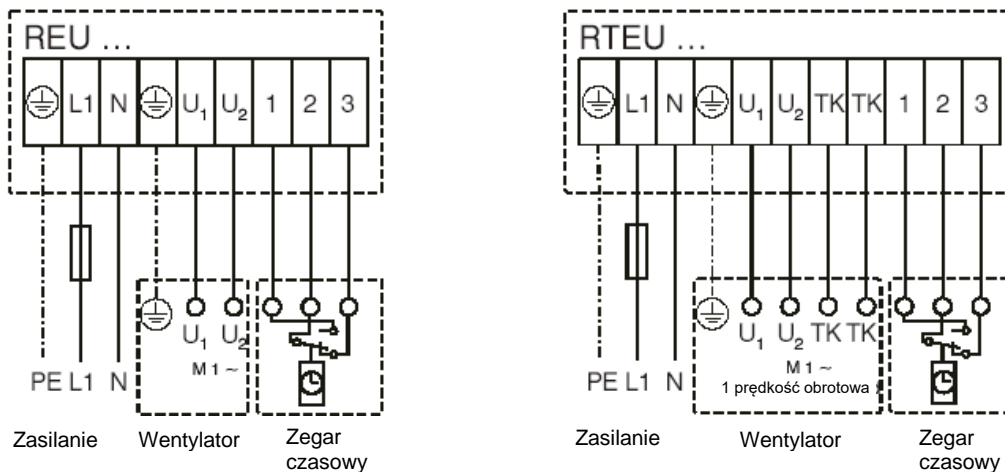 REU ...
L1 N U1 U2 1 2 3
U1 U2
M 1 ~
PE L1 N
Zasilanie Wentylator Zegar
czasowy
RTEU ...
L1 N U1 U2 TK TK 1 2 3
U1 U2 TK TK
M 1 ~
PE L1 N 1 prędkość obrotowa
Zasilanie Wentylator Zegar
czasowy